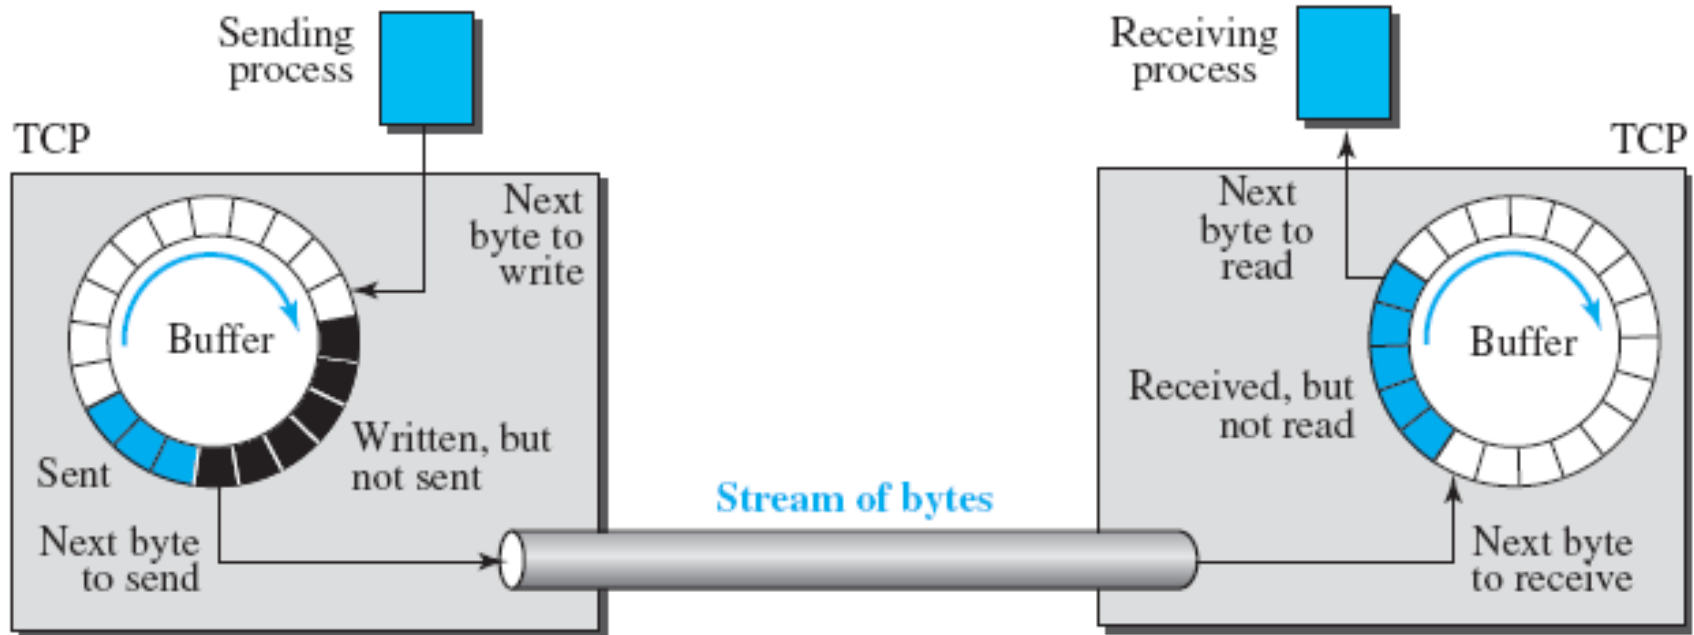 Sending
process
Receiving
process
TCP
TCP
Next
byte to
write
Buffer
Written, but
not sent
Sent
Next byte
to send
Stream of bytes
Next
byte to
read
Buffer
Received, but
not read
Next byte
to receive